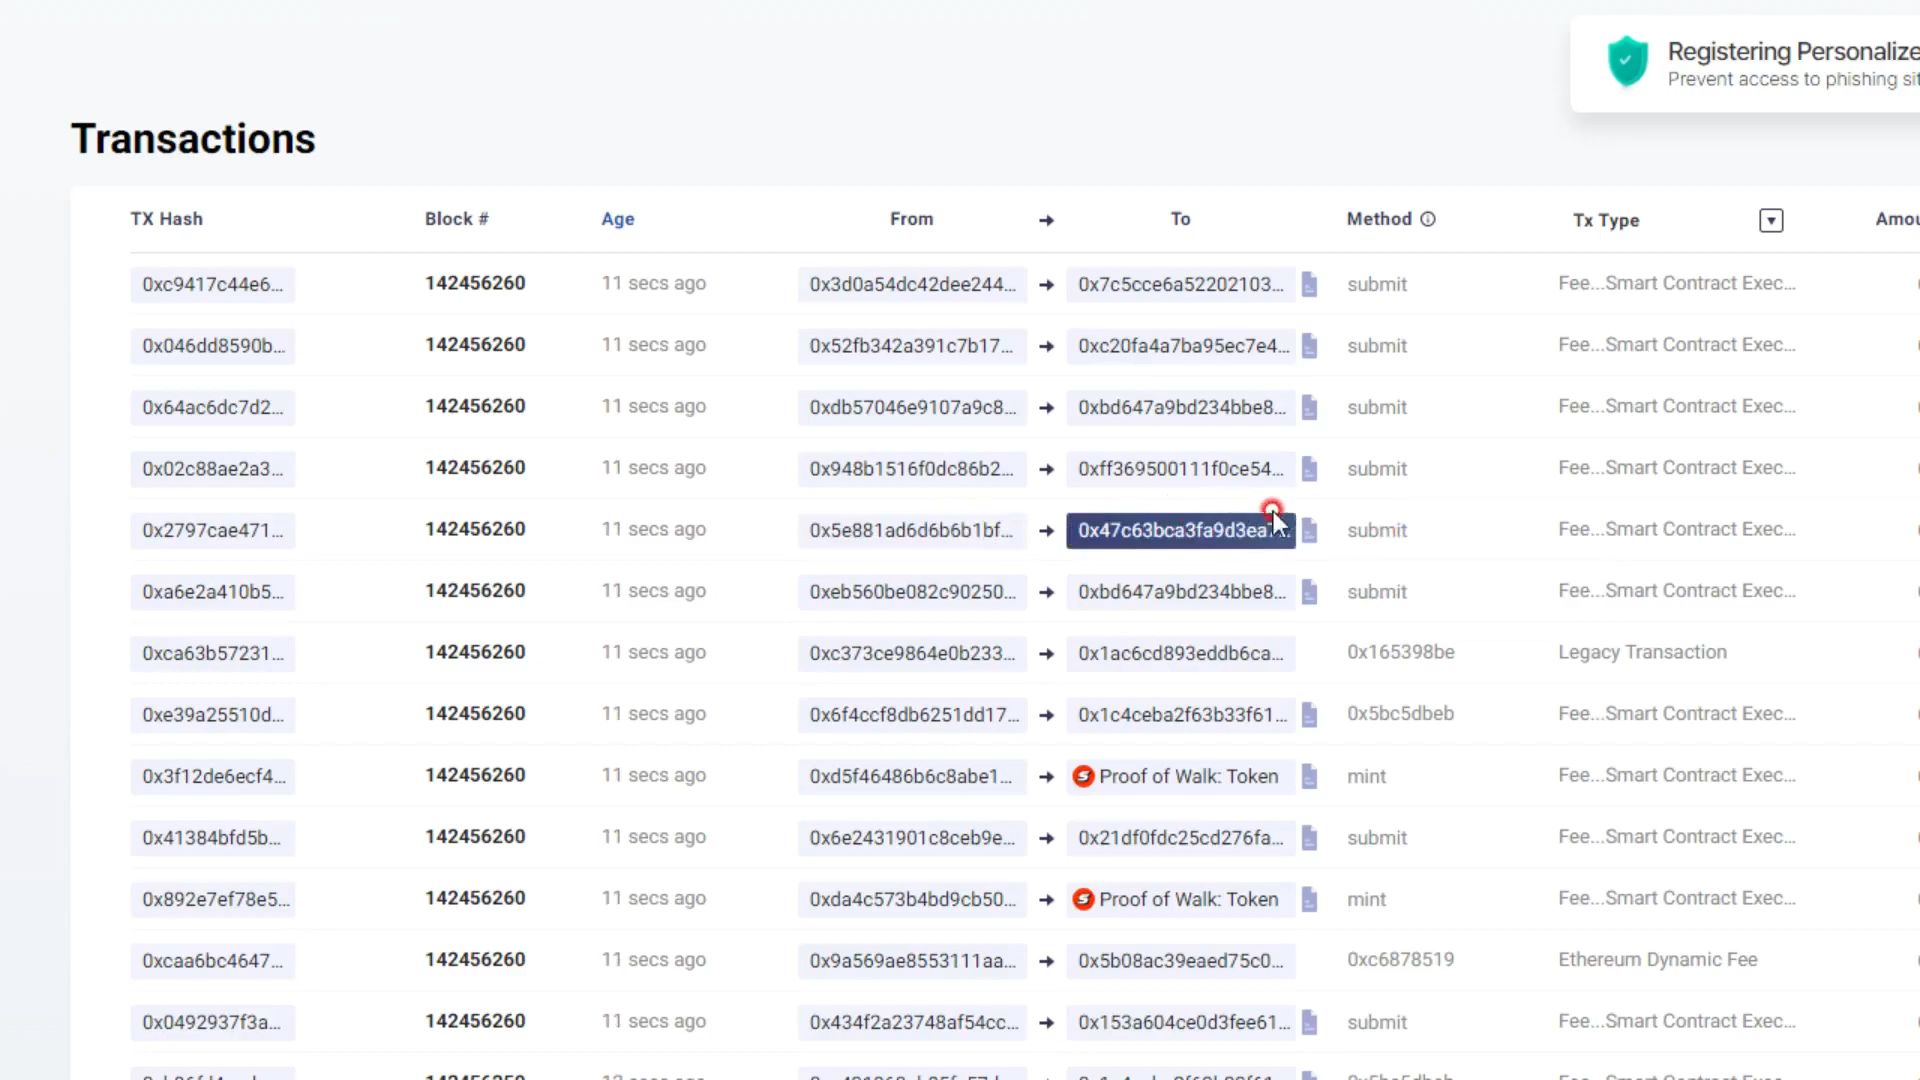 Registering Personalize
Prevent access to phishing sit
Transactions
TX Hash Block # Age From → To Method Tx Type Amou
0xc9417c44e6... 142456260 11 secs ago 0x3d0a54dc42dee244... → 0x7c5cce6a52202103... submit Fee...Smart Contract Exec...
0x046dd8590b... 142456260 11 secs ago 0x52fb342a391c7b17... → 0xc20fa4a7ba95ec7e4... submit Fee...Smart Contract Exec...
0x64ac6dc7d2... 142456260 11 secs ago 0xdb57046e9107a9c8... → 0xbd647a9bd234bbe8... submit Fee...Smart Contract Exec...
0x02c88ae2a3... 142456260 11 secs ago 0x948b1516f0dc86b2... → 0xff369500111f0ce54... submit Fee...Smart Contract Exec...
0x2797cae471... 142456260 11 secs ago 0x5e881ad6d6b6b1bf... → 0x47c63bca3fa9d3ea submit Fee...Smart Contract Exec...
0xa6e2a410b5... 142456260 11 secs ago 0xeb560be082c90250... → 0xbd647a9bd234bbe8... submit Fee...Smart Contract Exec...
0xca63b57231... 142456260 11 secs ago 0xc373ce9864e0b233... → 0x1ac6cd893eddb6ca... 0x165398be Legacy Transaction
0xe39a25510d... 142456260 11 secs ago 0x6f4ccf8db6251dd17... → 0x1c4ceba2f63b33f61... 0x5bc5dbeb Fee...Smart Contract Exec...
0x3f12de6ecf4... 142456260 11 secs ago 0xd5f46486b6c8abe1... → Proof of Walk: Token mint Fee...Smart Contract Exec...
0x41384bfd5b... 142456260 11 secs ago 0x6e2431901c8ceb9e... → 0x21df0fdc25cd276fa... submit Fee...Smart Contract Exec...
0x892e7ef78e5... 142456260 11 secs ago 0xda4c573b4bd9cb50... → Proof of Walk: Token mint Fee...Smart Contract Exec...
0xcaa6bc4647... 142456260 11 secs ago 0x9a569ae8553111aa... → 0x5b08ac39eaed75c0... 0xc6878519 Ethereum Dynamic Fee
0x0492937f3a... 142456260 11 secs ago 0x434f2a23748af54cc... → 0x153a604ce0d3fee61... submit Fee...Smart Contract Exec...